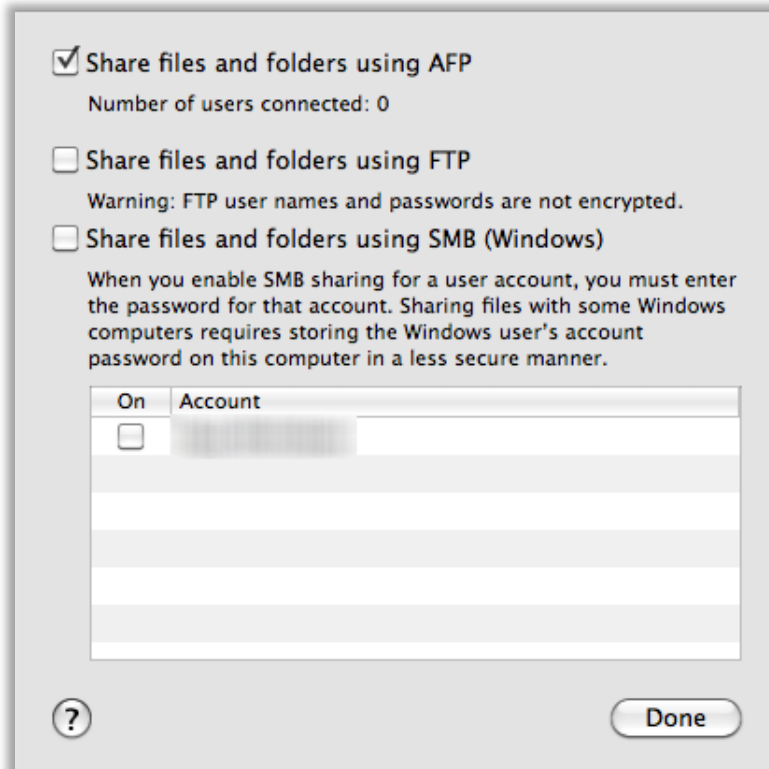 Share files and folders using AFP
Number of users connected: 0
Share files and folders using FTP
Warning: FTP user names and passwords are not encrypted.
Share files and folders using SMB (Windows)
When you enable SMB sharing for a user account, you must enter
the password for that account. Sharing files with some Windows
computers requires storing the Windows user’s account
password on this computer in a less secure manner.
On Account
? Done